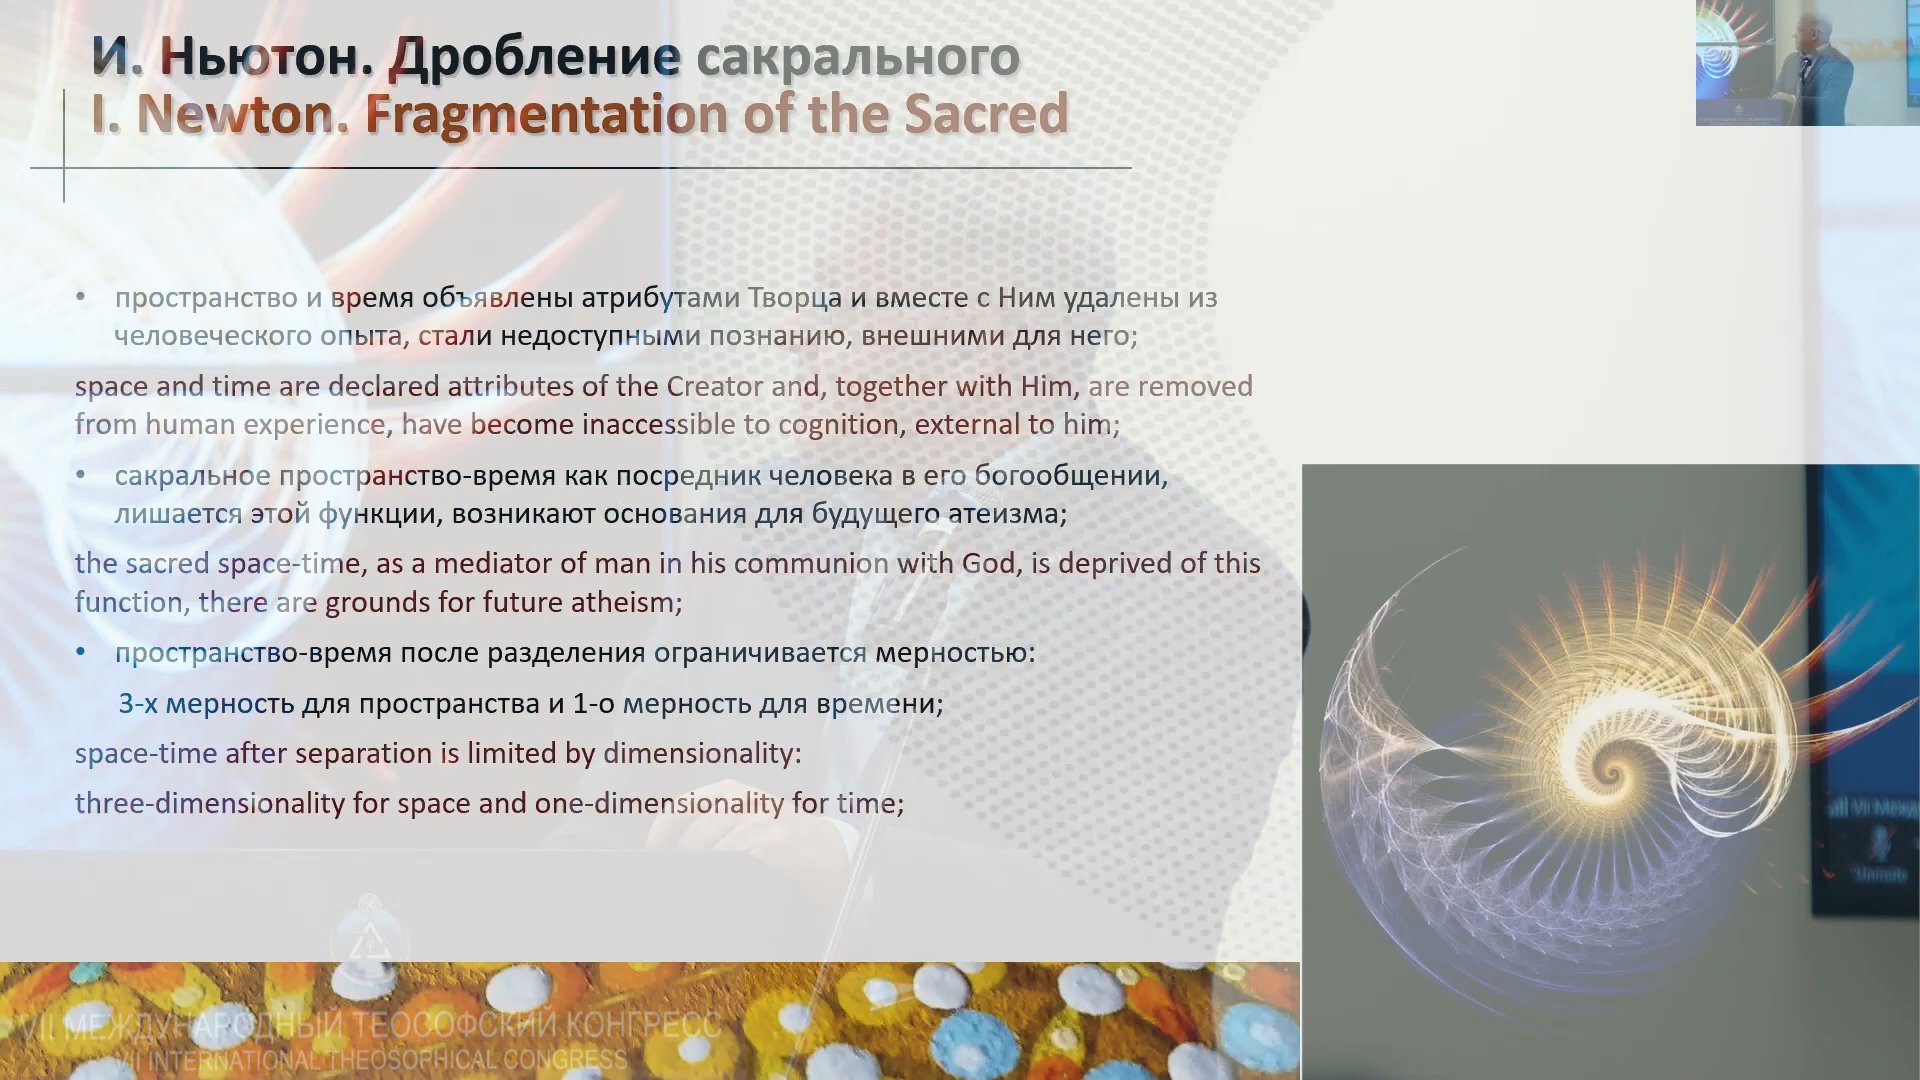 И. Ньютон. Дробление сакрального
I. Newton. Fragmentation of the Sacred
• пространство и время объявлены атрибутами Творца и вместе с Ним удалены из
человеческого опыта, стали недоступными познанию, внешними для него;
space and time are declared attributes of the Creator and, together with Him, are removed
from human experience, have become inaccessible to cognition, external to him;
• сакральное пространство-время как посредник человека в его богообщении,
лишается этой функции, возникают основания для будущего атеизма;
the sacred space-time, as a mediator of man in his communion with God, is deprived of this
function, there are grounds for future atheism;
• пространство-время после разделения ограничивается мерностью:
3-х мерность для пространства и 1-о мерность для времени;
space-time after separation is limited by dimensionality:
three-dimensionality for space and one-dimensionality for time;
VII МЕЖДУНАРОДНЫЙ ТЕОСОФСКИЙ КОНГРЕСС
VII INTERNATIONAL THEOSOPHICAL CONGRESS
Unmute